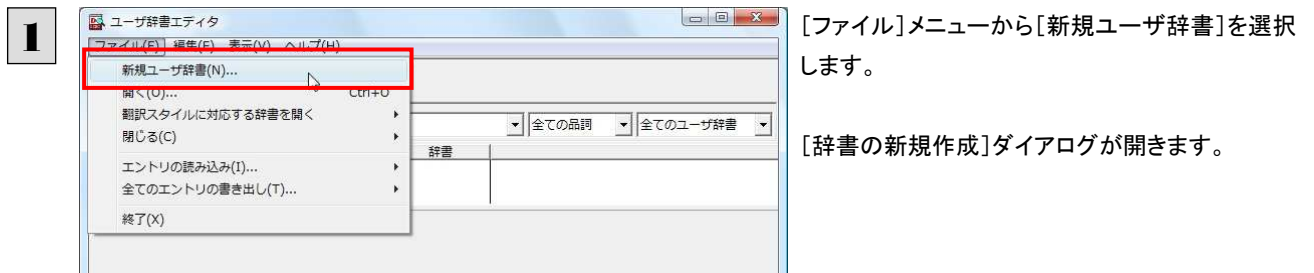 1
ユーザ辞書エディタ
ファイル(F) 編集(E) 表示(V) ヘルプ(H)
新規ユーザ辞書(N)...
開く(O)... Ctrl+O
翻訳スタイルに対応する辞書を開く
閉じる(C)
エントリの読み込み(I)...
全てのエントリの書き出し(T)...
終了(X)
全ての品詞 全てのユーザ辞書
辞書
[ファイル]メニューから[新規ユーザ辞書]を選択
します。
[辞書の新規作成]ダイアログが開きます。